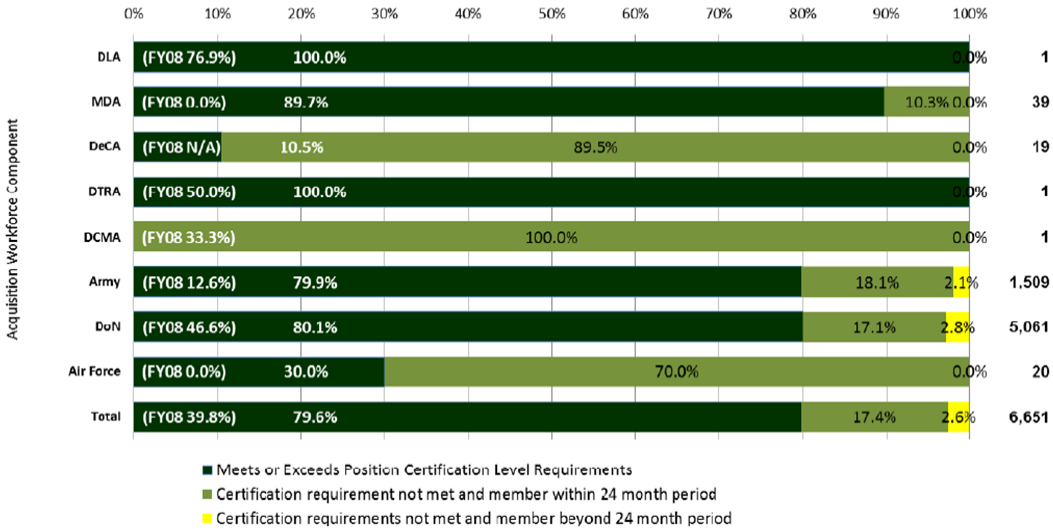 0% 10% 20% 30% 40% 50% 60% 70% 80% 90% 100%
Acquisition Workforce Component
DLA (FY08 76.9%) 100.0% 0.0% 1
MDA (FY08 0.0%) 89.7% 10.3% 0.0% 39
DeCA (FY08 N/A) 10.5% 89.5% 0.0% 19
DTRA (FY08 50.0%) 100.0% 0.0% 1
DCMA (FY08 33.3%) 100.0% 0.0% 1
Army (FY08 12.6%) 79.9% 18.1% 2.1% 1,509
DoN (FY08 46.6%) 80.1% 17.1% 2.8% 5,061
Air Force (FY08 0.0%) 30.0% 70.0% 0.0% 20
Total (FY08 39.8%) 79.6% 17.4% 2.6% 6,651
Meets or Exceeds Position Certification Level Requirements
Certification requirement not met and member within 24 month period
Certification requirements not met and member beyond 24 month period